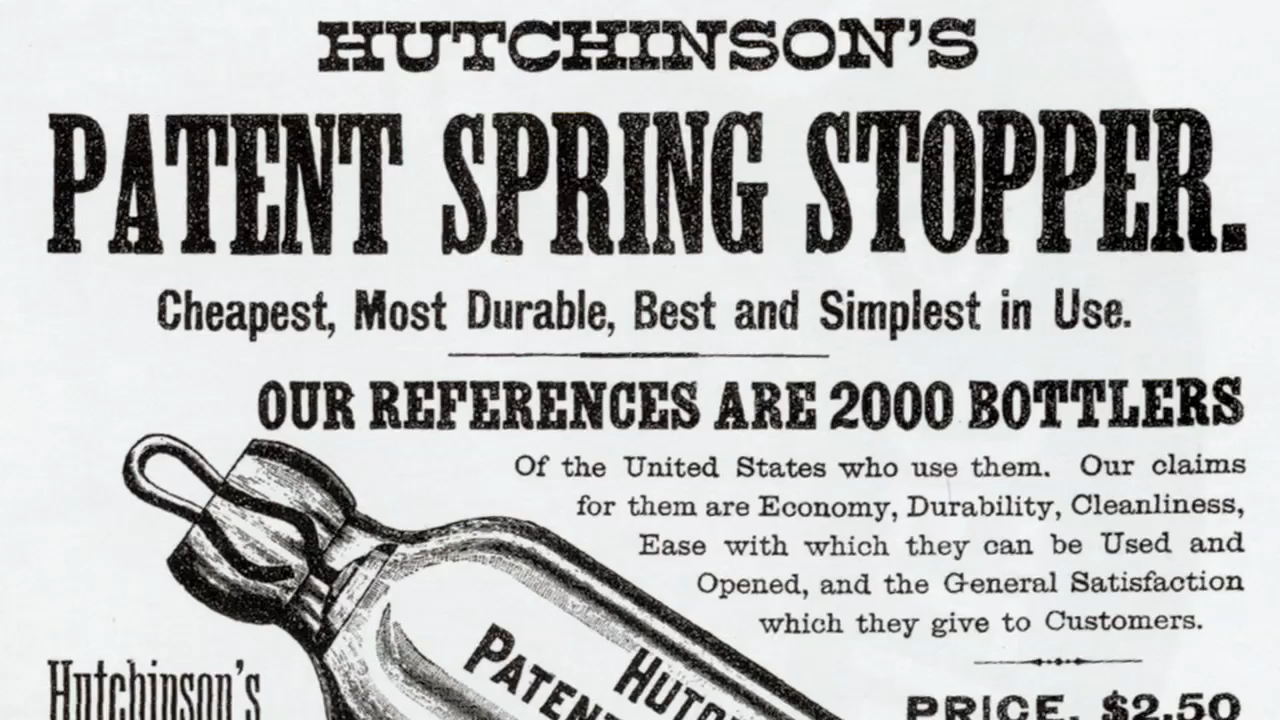 HUTCHINSON'S
PATENT SPRING STOPPER.
Cheapest, Most Durable, Best and Simplest in Use.
OUR REFERENCES ARE 2000 BOTTLERS
Of the United States who use them. Our claims
for them are Economy, Durability, Cleanliness,
Ease with which they can be Used and
Opened, and the General Satisfaction
which they give to Customers.
Hutchinson's
PRICE, $2.50
PATENT